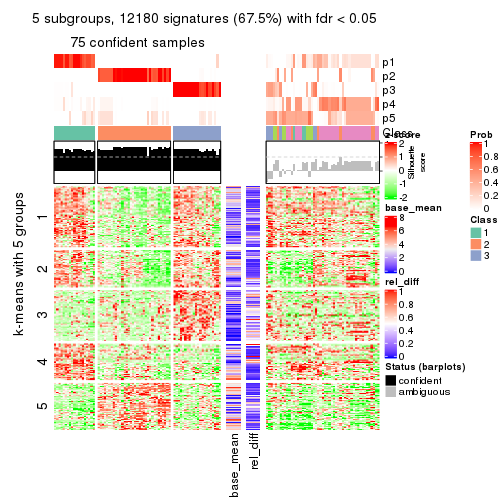 5 subgroups, 12180 signatures (67.5%) with fdr < 0.05
75 confident samples
p1
p2
p3
p4
p5
Class
z-score
2
1
0
-1
-2
Silhouette
score
Prob
1
0.8
0.6
0.4
0.2
0
base_mean
8
6
4
2
0
Class
1
2
3
rel_diff
1
0.8
0.6
0.4
0.2
0
Status (barplots)
confident
ambiguous
k-means with 5 groups
1
2
3
4
5
base_mean
rel_diff